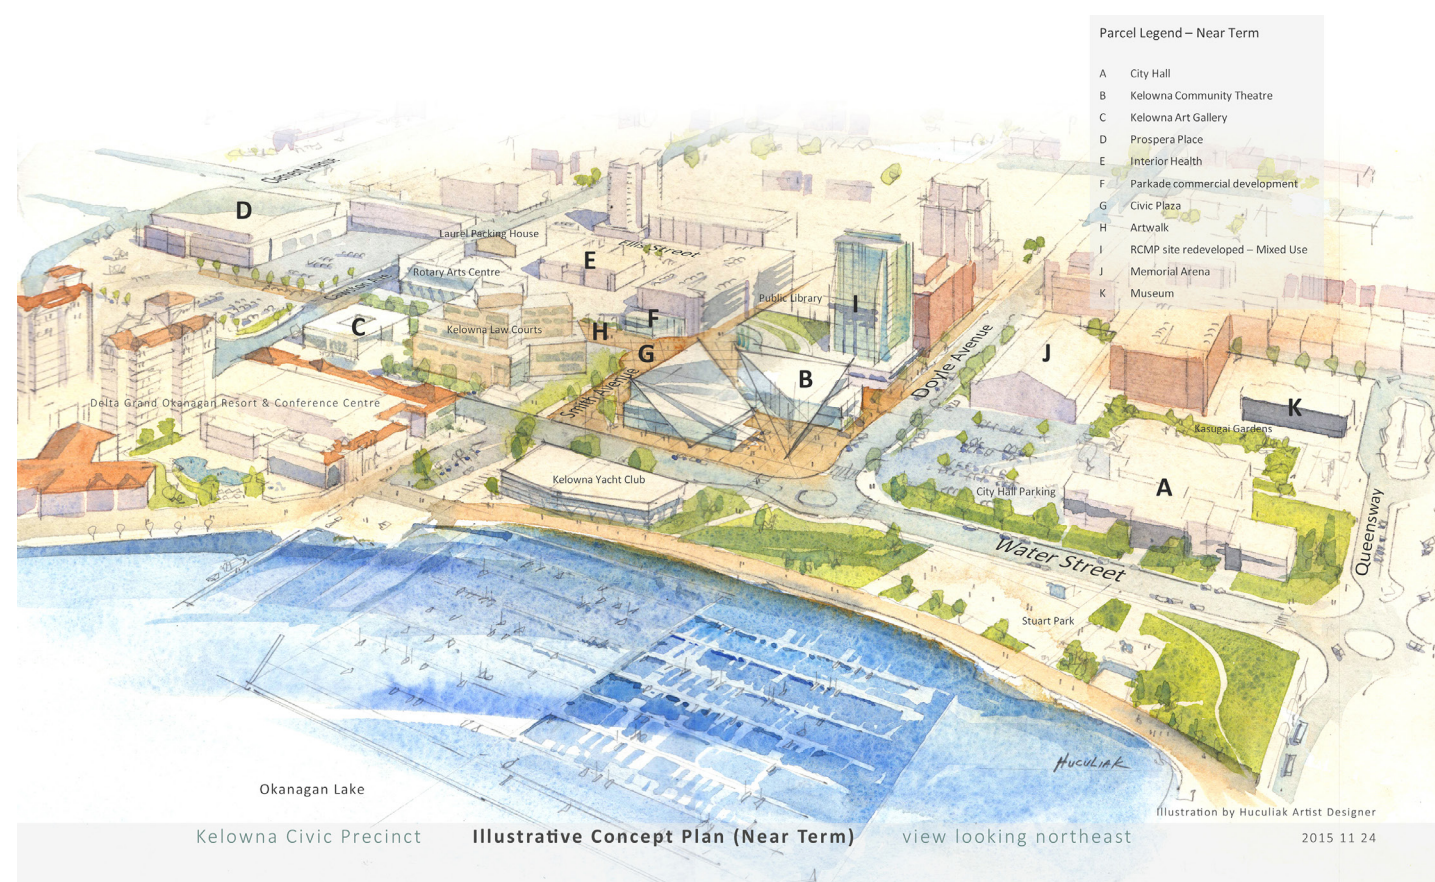 Parcel Legend – Near Term
A City Hall
B Kelowna Community Theatre
C Kelowna Art Gallery
D Prospera Place
E Interior Health
F Parkade commercial development
G Civic Plaza
H Artwalk
I RCMP site redeveloped – Mixed Use
J Memorial Arena
K Museum
Clement Avenue
D
Laurel Packing House
Ellis Street
E
Rotary Arts Centre
Public Library
I
C
Kelowna Law Courts
H
F
G
B
Smith Avenue
Doyle Avenue
J
K
Delta Grand Okanagan Resort & Conference Centre
Kasugai Gardens
Kelowna Yacht Club
City Hall Parking
A
Water Street
Queensway
Stuart Park
HUCULIAK
Okanagan Lake
Illustration by Huculiak Artist Designer
Kelowna Civic Precinct Illustrative Concept Plan (Near Term) view looking northeast 2015 11 24